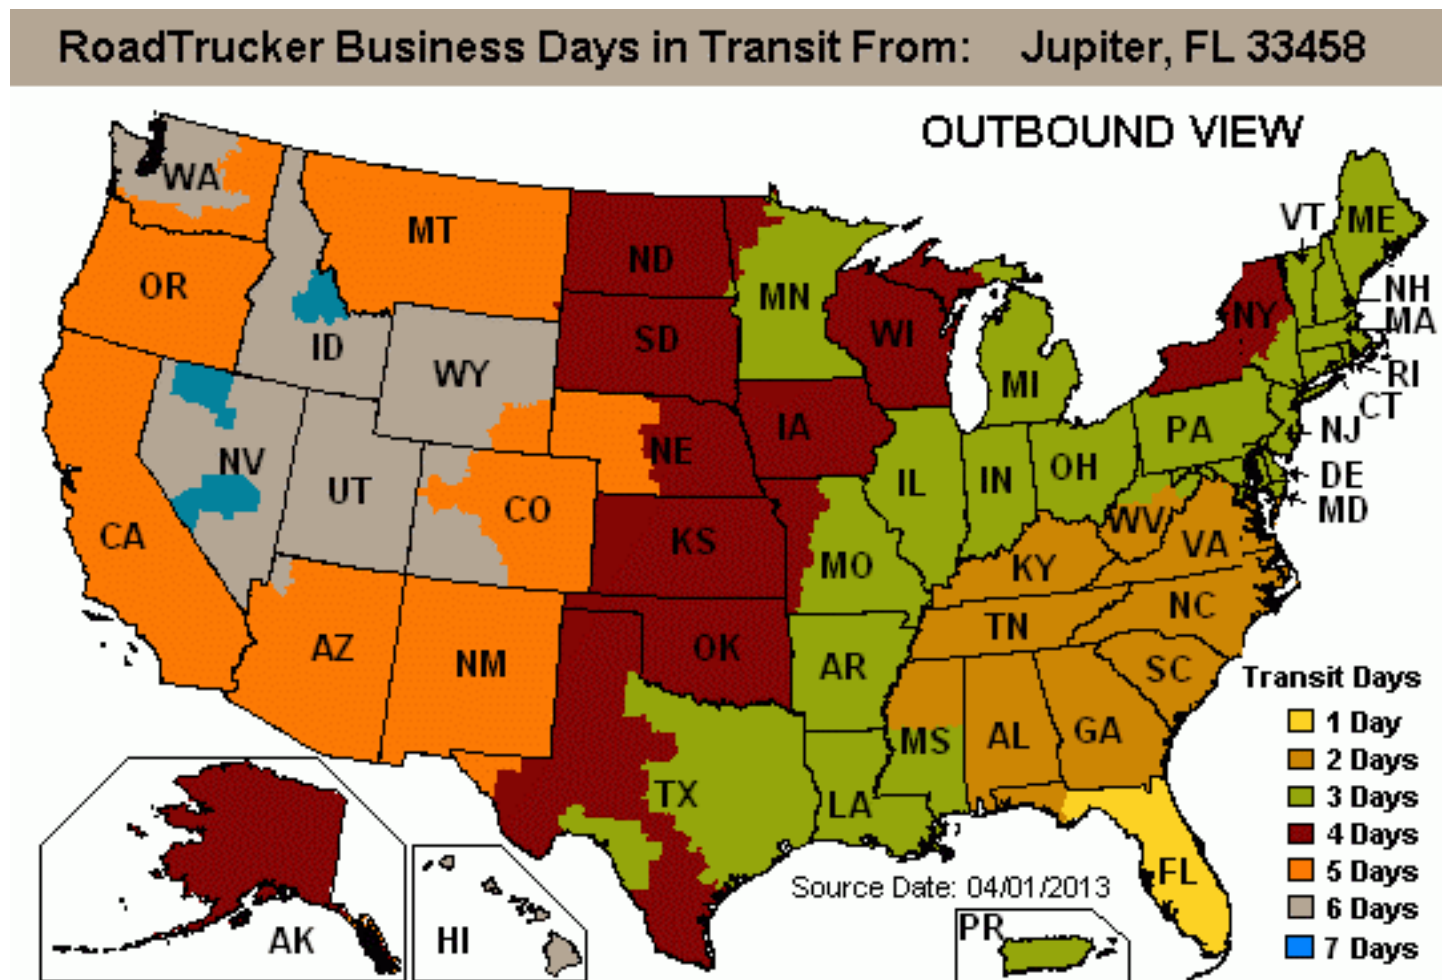 RoadTrucker Business Days in Transit From: Jupiter, FL 33458
OUTBOUND VIEW
WA
MT
ND
MN
VT
ME
OR
ID
WY
SD
WI
MI
NY
NH
MA
RI
CT
NV
UT
CO
NE
IA
IL
IN
OH
PA
NJ
DE
MD
CA
KS
MO
KY
WV
VA
AZ
NM
OK
AR
TN
NC
SC
TX
LA
MS
AL
GA
FL
Transit Days
1 Day
2 Days
3 Days
4 Days
5 Days
6 Days
7 Days
Source Date: 04/01/2013
AK
HI
PR